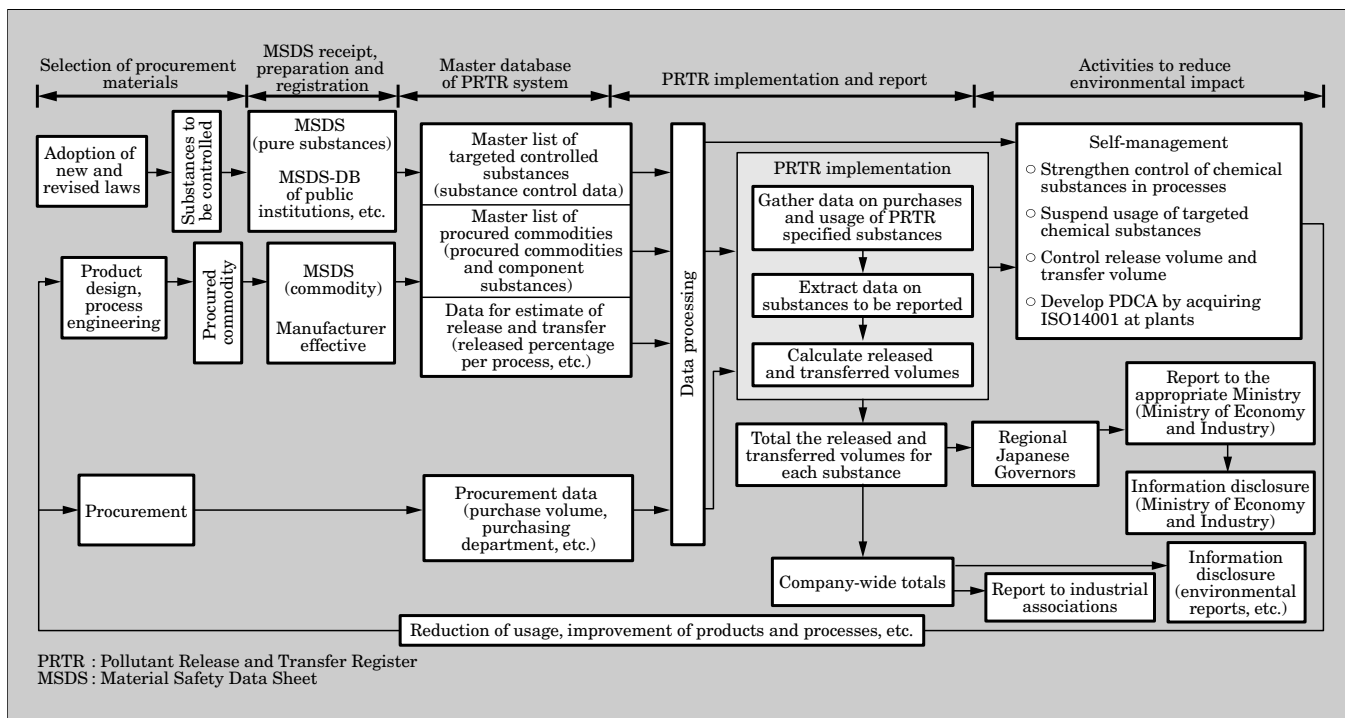 Selection of procurement
materials
MSDS receipt,
preparation and
registration
Master database
of PRTR system
PRTR implementation and report
Activities to reduce
environmental impact
Adoption of
new and
revised laws
Substances to
be controlled
MSDS
(pure substances)
MSDS-DB
of public
institutions, etc.
Master list of
targeted controlled
substances
(substance control data)
Master list of
procured commodities
(procured commodities
and component
substances)
Data for estimate of
release and transfer
(released percentage
per process, etc.)
Product
design, process
engineering
Procured
commodity
MSDS
(commodity)
Manufacturer
effective
Data processing
PRTR implementation
Gather data on purchases
and usage of PRTR
specified substances
Extract data on
substances to be reported
Calculate released
and transferred volumes
Self-management
○ Strengthen control of chemical
substances in processes
○ Suspend usage of targeted
chemical substances
○ Control release volume and
transfer volume
○ Develop PDCA by acquiring
ISO14001 at plants
Total the released and
transferred volumes for
each substance
Regional
Japanese
Governors
Report to the
appropriate Ministry
(Ministry of Economy
and Industry)
Information disclosure
(Ministry of Economy
and Industry)
Procurement
Procurement data
(purchase volume,
purchasing
department, etc.)
Company-wide totals
Report to industrial
associations
Information
disclosure
(environmental
reports, etc.)
Reduction of usage, improvement of products and processes, etc.
PRTR : Pollutant Release and Transfer Register
MSDS : Material Safety Data Sheet